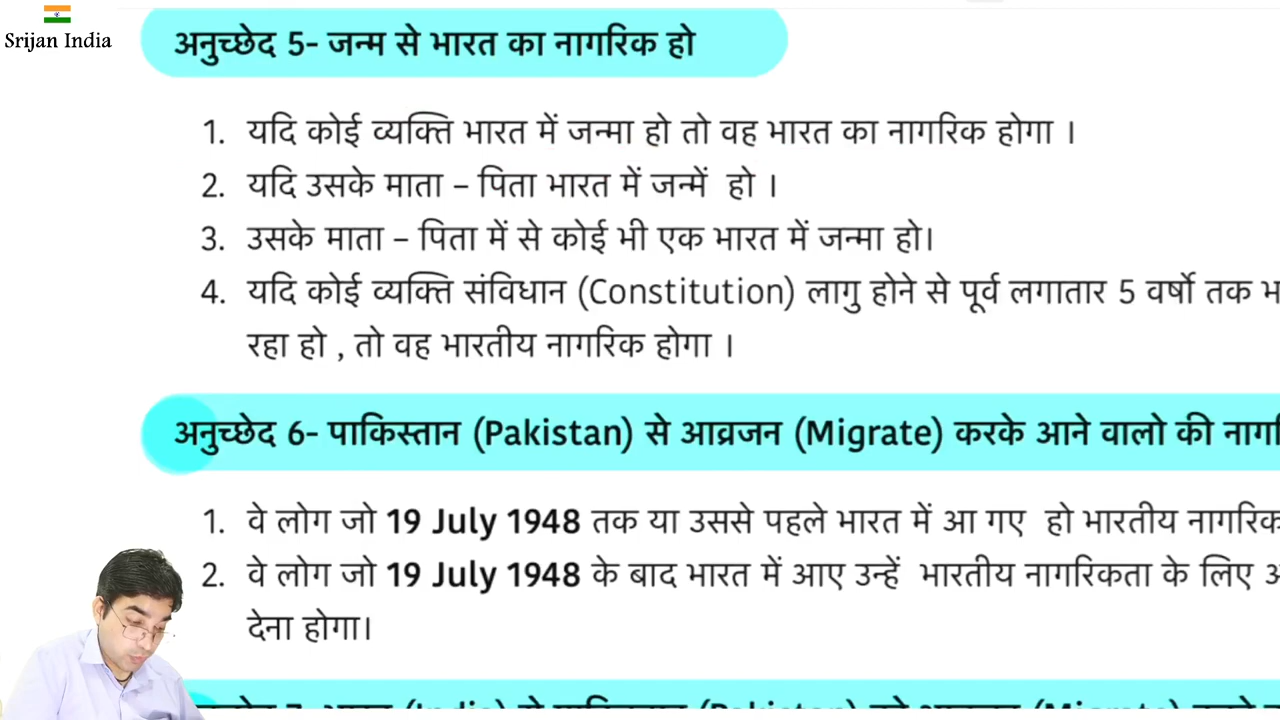 Srijan India
अनुच्छेद 5- जन्म से भारत का नागरिक हो
1. यदि कोई व्यक्ति भारत में जन्मा हो तो वह भारत का नागरिक होगा ।
2. यदि उसके माता – पिता भारत में जन्में हो ।
3. उसके माता – पिता में से कोई भी एक भारत में जन्मा हो।
4. यदि कोई व्यक्ति संविधान (Constitution) लागु होने से पूर्व लगातार 5 वर्षो तक
रहा हो , तो वह भारतीय नागरिक होगा ।
अनुच्छेद 6- पाकिस्तान (Pakistan) से आव्रजन (Migrate) करके आने वालो की
1. वे लोग जो 19 July 1948 तक या उससे पहले भारत में आ गए हो भारतीय नागरिक
2. वे लोग जो 19 July 1948 के बाद भारत में आए उन्हें भारतीय नागरिकता के लिए
देना होगा।